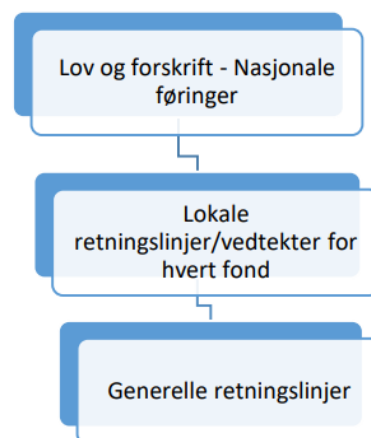 Lov og forskrift - Nasjonale
føringer
Lokale
retningslinjer/vedtekter for
hvert fond
Generelle retningslinjer